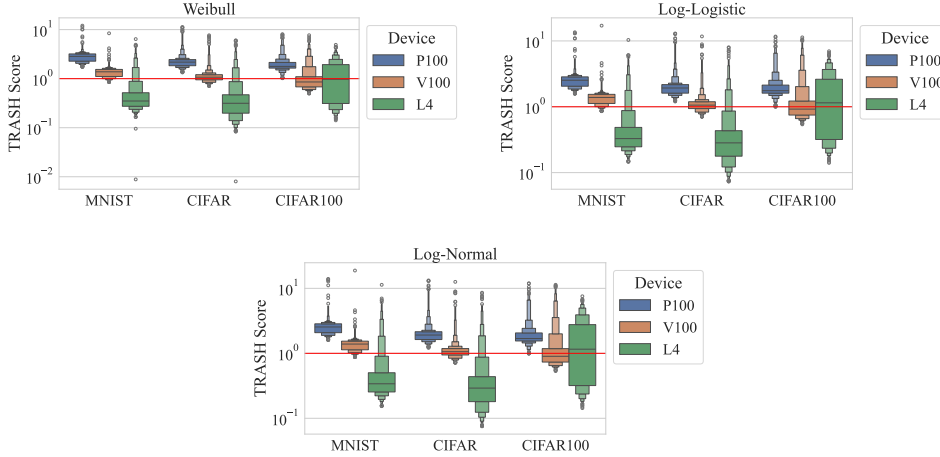 Weibull
TRASH Score
10^1
10^0
10^-1
10^-2
MNIST CIFAR CIFAR100
Device
P100
V100
L4
Log-Logistic
TRASH Score
10^1
10^0
10^-1
MNIST CIFAR CIFAR100
Device
P100
V100
L4
Log-Normal
TRASH Score
10^1
10^0
10^-1
MNIST CIFAR CIFAR100
Device
P100
V100
L4